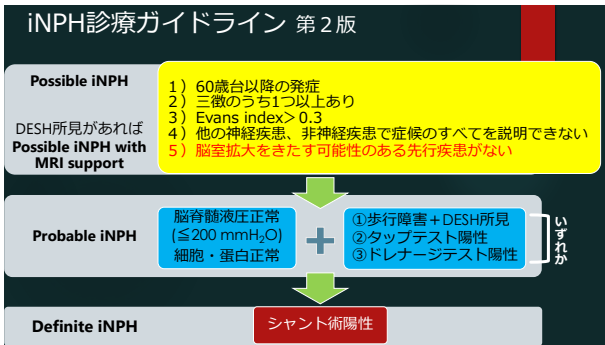 iNPH診療ガイドライン 第２版
Possible iNPH
DESH所見があれば
Possible iNPH with
MRI support
１）60歳台以降の発症
２）三徴のうち1つ以上あり
３）Evans index＞0.3
４）他の神経疾患、非神経疾患で症候のすべてを説明できない
５）脳室拡大をきたす可能性のある先行疾患がない
Probable iNPH
脳脊髄液圧正常
(≦200 mmH₂O)
細胞・蛋白正常
+
①歩行障害＋DESH所見
②タップテスト陽性
③ドレナージテスト陽性
いずれか
Definite iNPH
シャント術陽性